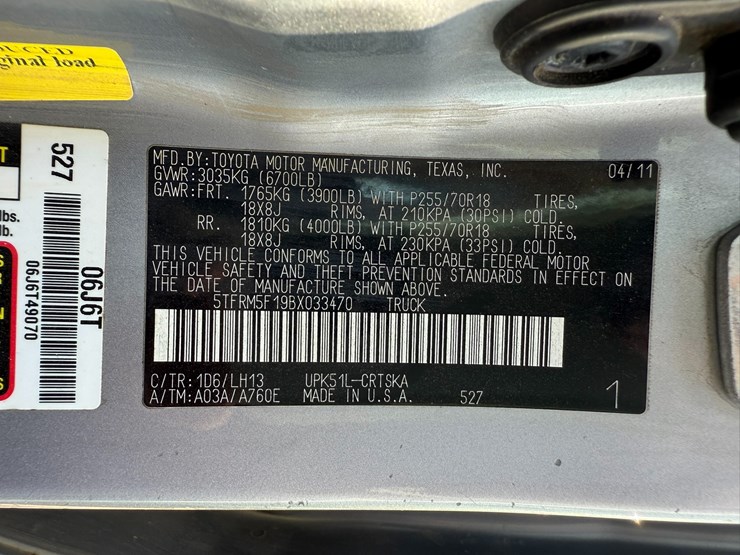 ginal load
527
06J6T
06J6T49070
lbs.
lb.
MFD.BY:TOYOTA MOTOR MANUFACTURING, TEXAS, INC. 04/11
GVWR:3035KG (6700LB)
GAWR:FRT. 1765KG (3900LB) WITH P255/70R18 TIRES,
18X8J RIMS, AT 210KPA (30PSI) COLD.
RR. 1810KG (4000LB) WITH P255/70R18 TIRES,
18X8J RIMS, AT 230KPA (33PSI) COLD.
THIS VEHICLE CONFORMS TO ALL APPLICABLE FEDERAL MOTOR
VEHICLE SAFETY AND THEFT PREVENTION STANDARDS IN EFFECT ON
THE DATE OF MANUFACTURE SHOWN ABOVE.
5TFRM5F19BX033470 TRUCK
C/TR:1D6/LH13 UPK51L-CRTSKA
A/TM:A03A/A760E MADE IN U.S.A. 527 1